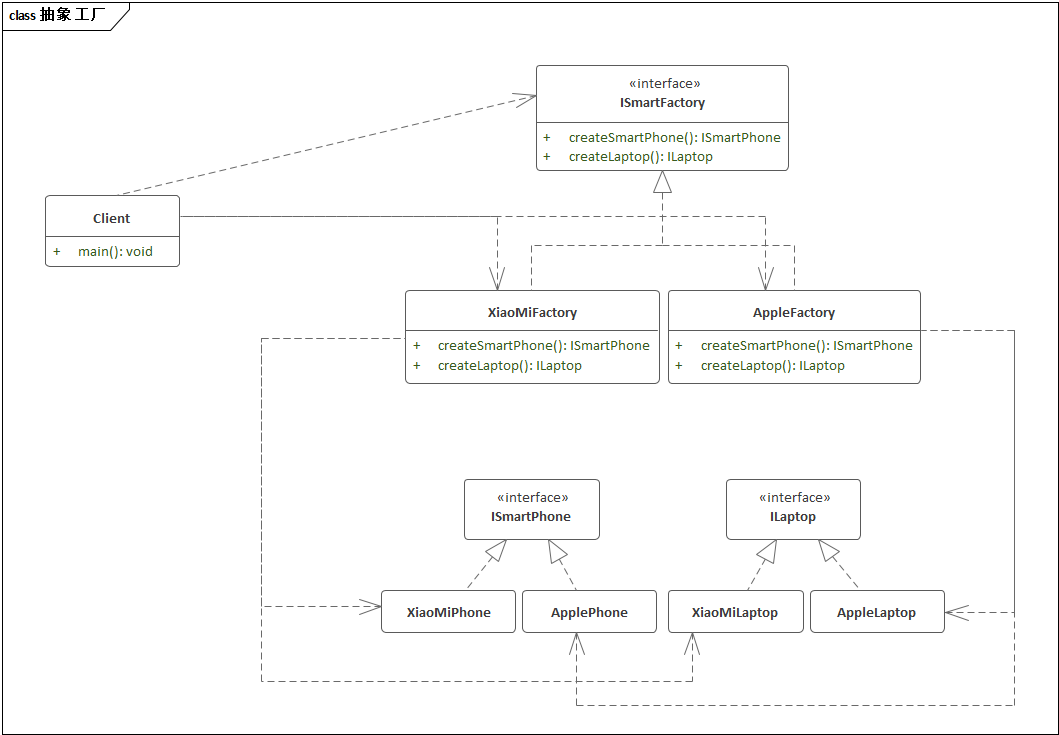 class 抽象工厂
«interface»
ISmartFactory
+ createSmartPhone(): ISmartPhone
+ createLaptop(): ILaptop
Client
+ main(): void
XiaoMiFactory
+ createSmartPhone(): ISmartPhone
+ createLaptop(): ILaptop
AppleFactory
+ createSmartPhone(): ISmartPhone
+ createLaptop(): ILaptop
«interface»
ISmartPhone
«interface»
ILaptop
XiaoMiPhone
ApplePhone
XiaoMiLaptop
AppleLaptop